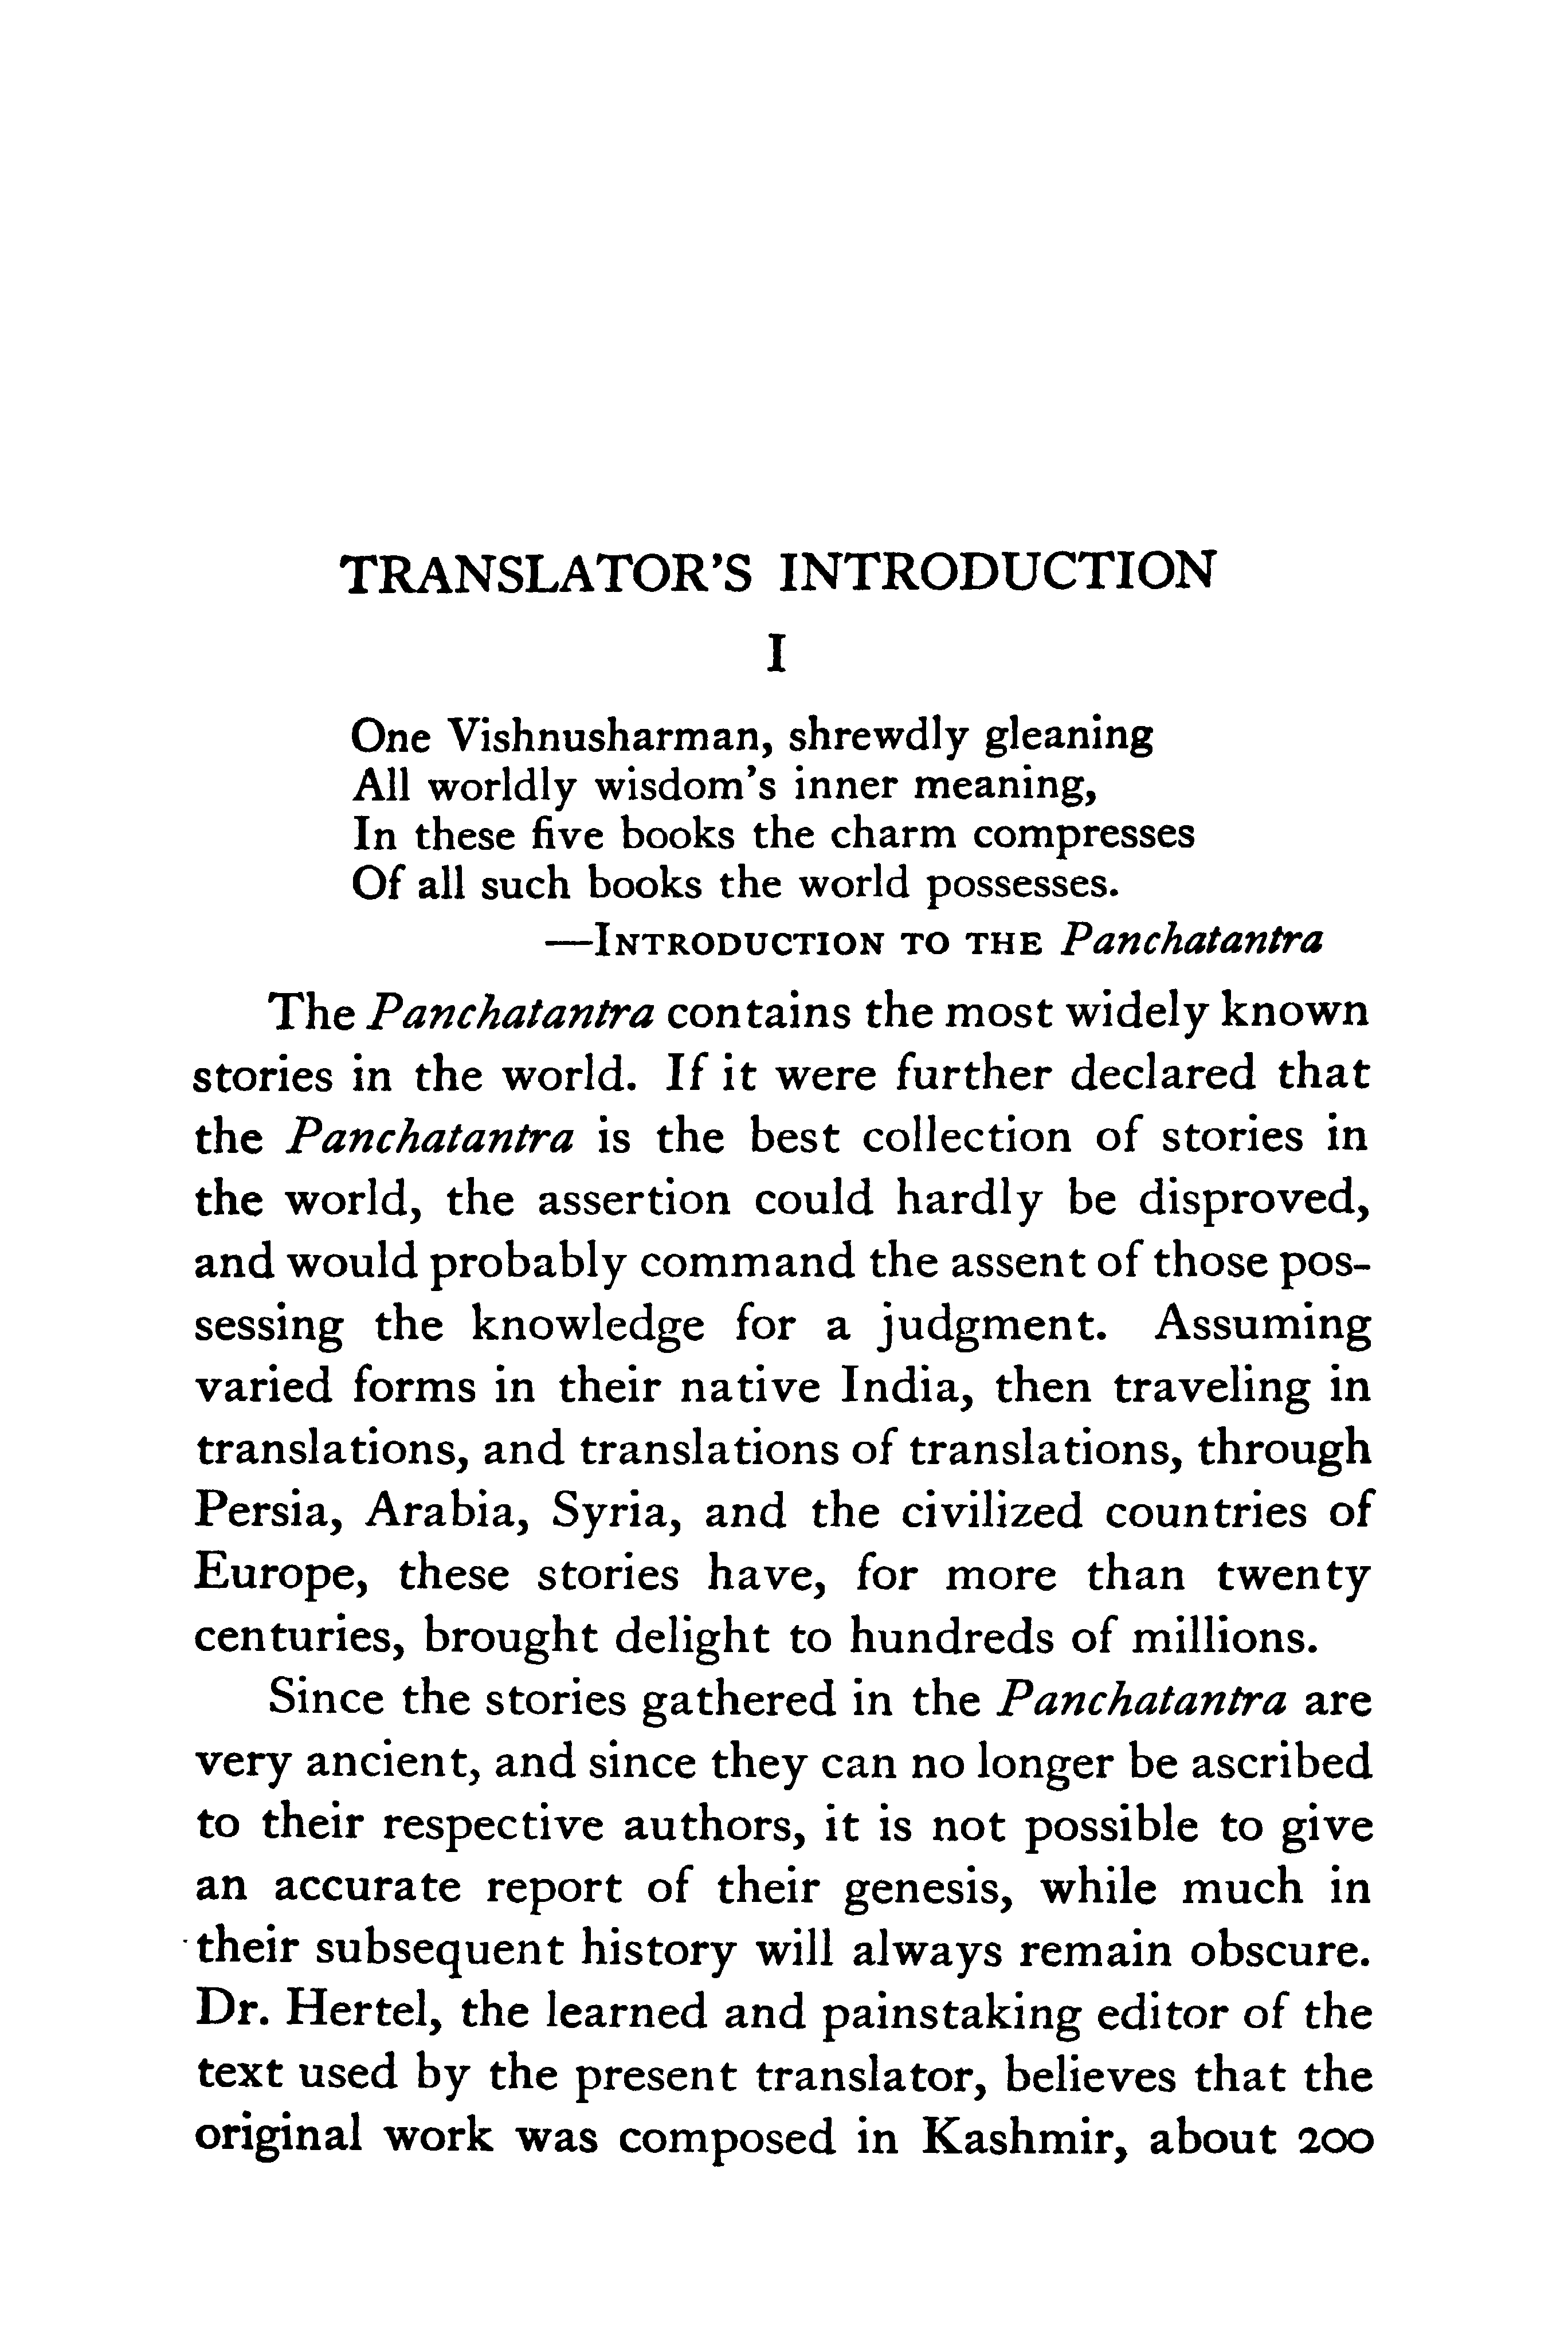 TRANSLATOR'S INTRODUCTION
I
One Vishnusharman, shrewdly gleaning
All worldly wisdom's inner meaning,
In these five books the charm compresses
Of all such books the world possesses.
—INTRODUCTION TO THE Panchatantra
The Panchatantra contains the most widely known
stories in the world. If it were further declared that
the Panchatantra is the best collection of stories in
the world, the assertion could hardly be disproved,
and would probably command the assent of those pos-
sessing the knowledge for a judgment. Assuming
varied forms in their native India, then traveling in
translations, and translations of translations, through
Persia, Arabia, Syria, and the civilized countries of
Europe, these stories have, for more than twenty
centuries, brought delight to hundreds of millions.
Since the stories gathered in the Panchatantra are
very ancient, and since they can no longer be ascribed
to their respective authors, it is not possible to give
an accurate report of their genesis, while much in
their subsequent history will always remain obscure.
Dr. Hertel, the learned and painstaking editor of the
text used by the present translator, believes that the
original work was composed in Kashmir, about 200